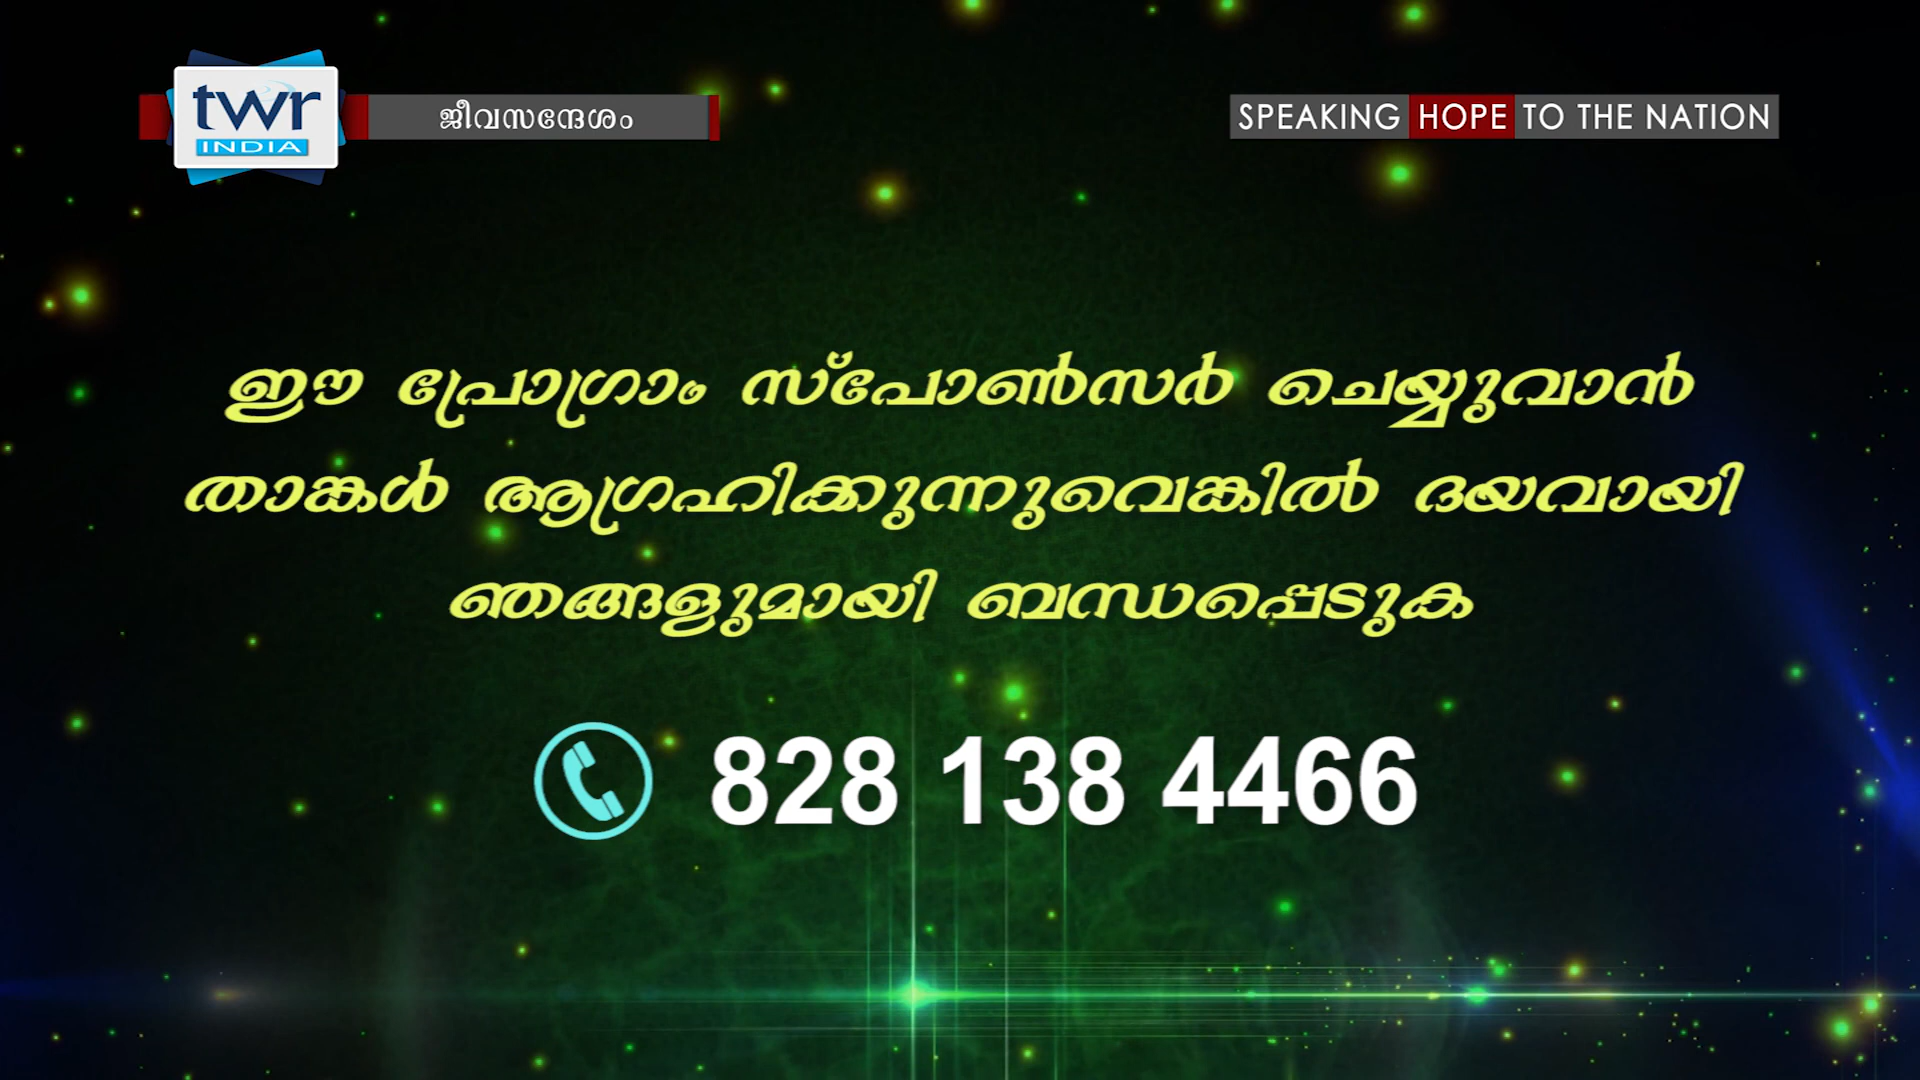 twr
INDIA
ജീവസന്ദേശം
SPEAKING HOPE TO THE NATION
ഈ പ്രോഗ്രാം സ്പോൺസർ ചെയ്യുവാൻ
താങ്കൾ ആഗ്രഹിക്കുന്നുവെങ്കിൽ ദയവായി
ഞങ്ങളുമായി ബന്ധപ്പെടുക
828 138 4466